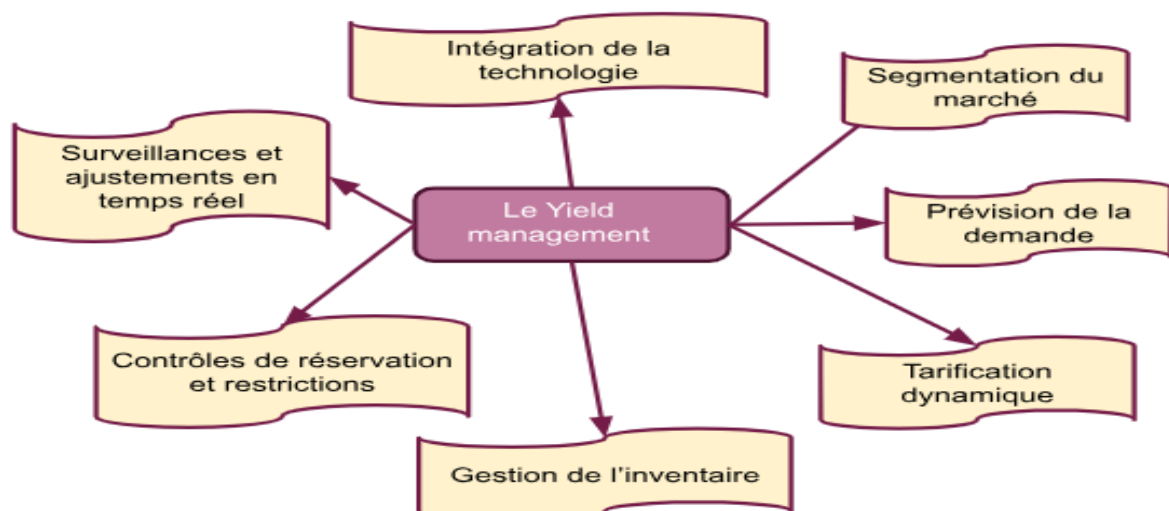 Intégration de la
technologie
Segmentation du
marché
Surveillances et
ajustements en
temps réel
Le Yield
management
Prévision de la
demande
Contrôles de réservation
et restrictions
Tarification
dynamique
Gestion de l'inventaire